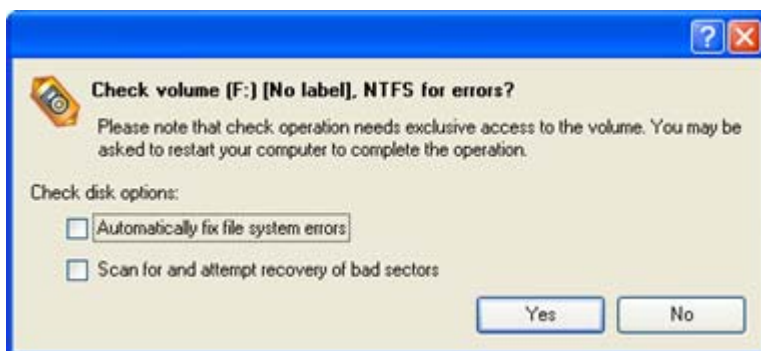 Check volume (F:) [No label], NTFS for errors?
Please note that check operation needs exclusive access to the volume. You may be
asked to restart your computer to complete the operation.
Check disk options:
Automatically fix file system errors
Scan for and attempt recovery of bad sectors
Yes No